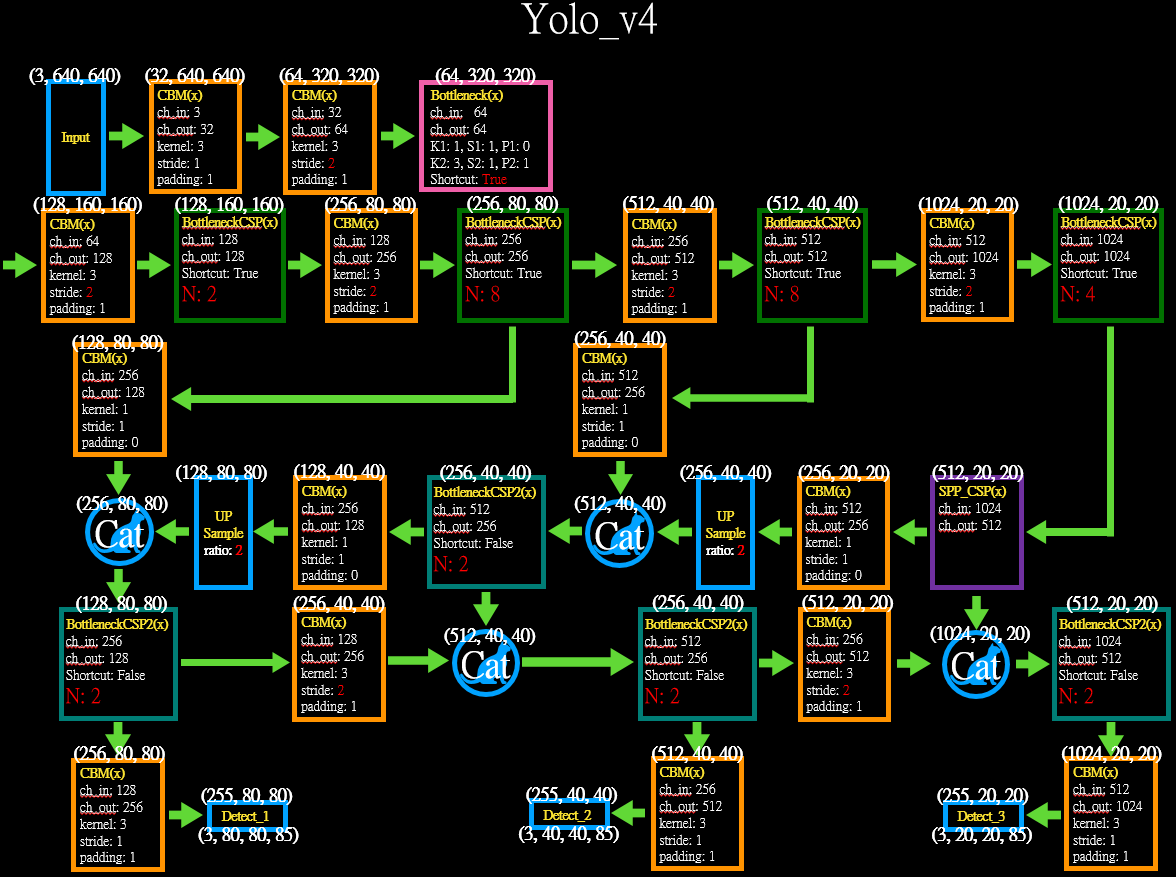 Yolo_v4
(3, 640, 640)
Input
(32, 640, 640)
CBM(x)
ch_in: 3
ch_out: 32
kernel: 3
stride: 1
padding: 1
(64, 320, 320)
CBM(x)
ch_in: 32
ch_out: 64
kernel: 3
stride: 2
padding: 1
(64, 320, 320)
Bottleneck(x)
ch_in: 64
ch_out: 64
K1: 1, S1: 1, P1: 0
K2: 3, S2: 1, P2: 1
Shortcut: True
(128, 160, 160)
CBM(x)
ch_in: 64
ch_out: 128
kernel: 3
stride: 2
padding: 1
(128, 160, 160)
BottleneckCSP(x)
ch_in: 128
ch_out: 128
Shortcut: True
N: 2
(256, 80, 80)
CBM(x)
ch_in: 128
ch_out: 256
kernel: 3
stride: 2
padding: 1
(256, 80, 80)
BottleneckCSP(x)
ch_in: 256
ch_out: 256
Shortcut: True
N: 8
(512, 40, 40)
CBM(x)
ch_in: 256
ch_out: 512
kernel: 3
stride: 2
padding: 1
(512, 40, 40)
BottleneckCSP(x)
ch_in: 512
ch_out: 512
Shortcut: True
N: 8
(1024, 20, 20)
CBM(x)
ch_in: 512
ch_out: 1024
kernel: 3
stride: 2
padding: 1
(1024, 20, 20)
BottleneckCSP(x)
ch_in: 1024
ch_out: 1024
Shortcut: True
N: 4
(128, 80, 80)
CBM(x)
ch_in: 256
ch_out: 128
kernel: 1
stride: 1
padding: 0
(256, 40, 40)
CBM(x)
ch_in: 512
ch_out: 256
kernel: 1
stride: 1
padding: 0
(256, 80, 80)
Cat
(128, 80, 80)
UP
Sample
ratio: 2
(128, 40, 40)
CBM(x)
ch_in: 256
ch_out: 128
kernel: 1
stride: 1
padding: 0
(256, 40, 40)
BottleneckCSP2(x)
ch_in: 512
ch_out: 256
Shortcut: False
N: 2
(512, 40, 40)
Cat
(256, 40, 40)
UP
Sample
ratio: 2
(256, 20, 20)
CBM(x)
ch_in: 512
ch_out: 256
kernel: 1
stride: 1
padding: 0
(512, 20, 20)
SPP_CSP(x)
ch_in: 1024
ch_out: 512
(128, 80, 80)
BottleneckCSP2(x)
ch_in: 256
ch_out: 128
Shortcut: False
N: 2
(256, 40, 40)
CBM(x)
ch_in: 128
ch_out: 256
kernel: 3
stride: 2
padding: 1
(512, 40, 40)
Cat
(256, 40, 40)
BottleneckCSP2(x)
ch_in: 512
ch_out: 256
Shortcut: False
N: 2
(512, 20, 20)
CBM(x)
ch_in: 256
ch_out: 512
kernel: 3
stride: 2
padding: 1
(1024, 20, 20)
Cat
(512, 20, 20)
BottleneckCSP2(x)
ch_in: 1024
ch_out: 512
Shortcut: False
N: 2
(256, 80, 80)
CBM(x)
ch_in: 128
ch_out: 256
kernel: 3
stride: 1
padding: 1
(255, 80, 80)
Detect_1
(3, 80, 80, 85)
(255, 40, 40)
Detect_2
(3, 40, 40, 85)
(512, 40, 40)
CBM(x)
ch_in: 256
ch_out: 512
kernel: 3
stride: 1
padding: 1
(255, 20, 20)
Detect_3
(3, 20, 20, 85)
(1024, 20, 20)
CBM(x)
ch_in: 512
ch_out: 1024
kernel: 3
stride: 1
padding: 1